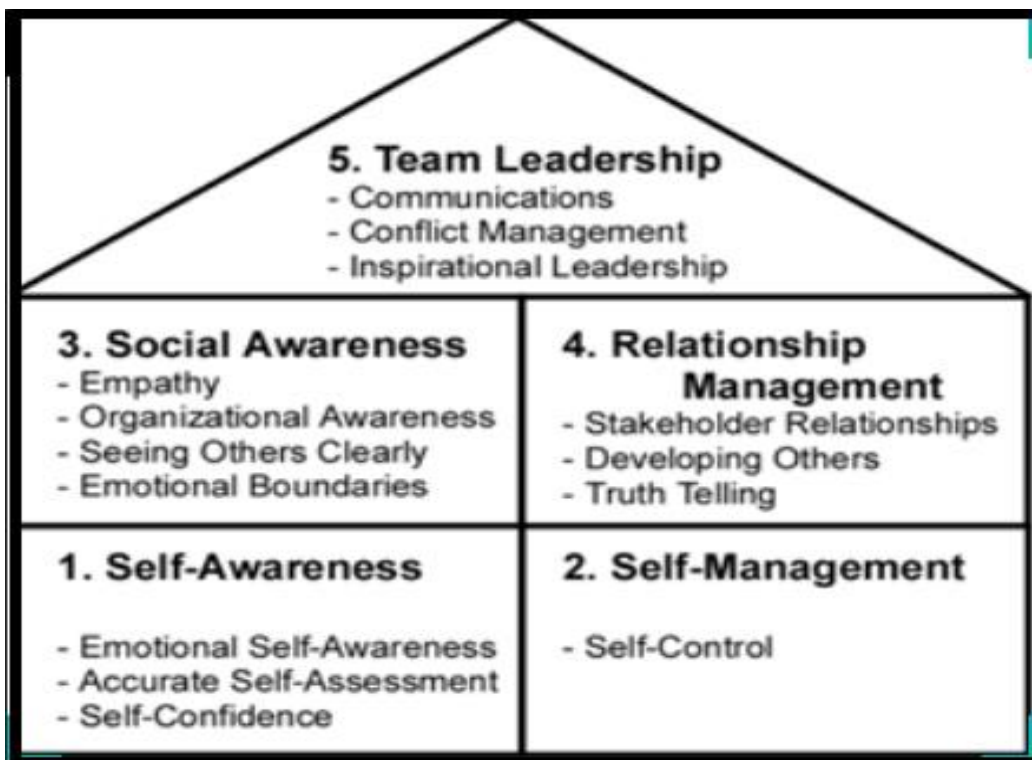 5. Team Leadership
- Communications
- Conflict Management
- Inspirational Leadership
3. Social Awareness
- Empathy
- Organizational Awareness
- Seeing Others Clearly
- Emotional Boundaries
4. Relationship
Management
- Stakeholder Relationships
- Developing Others
- Truth Telling
1. Self-Awareness
- Emotional Self-Awareness
- Accurate Self-Assessment
- Self-Confidence
2. Self-Management
- Self-Control